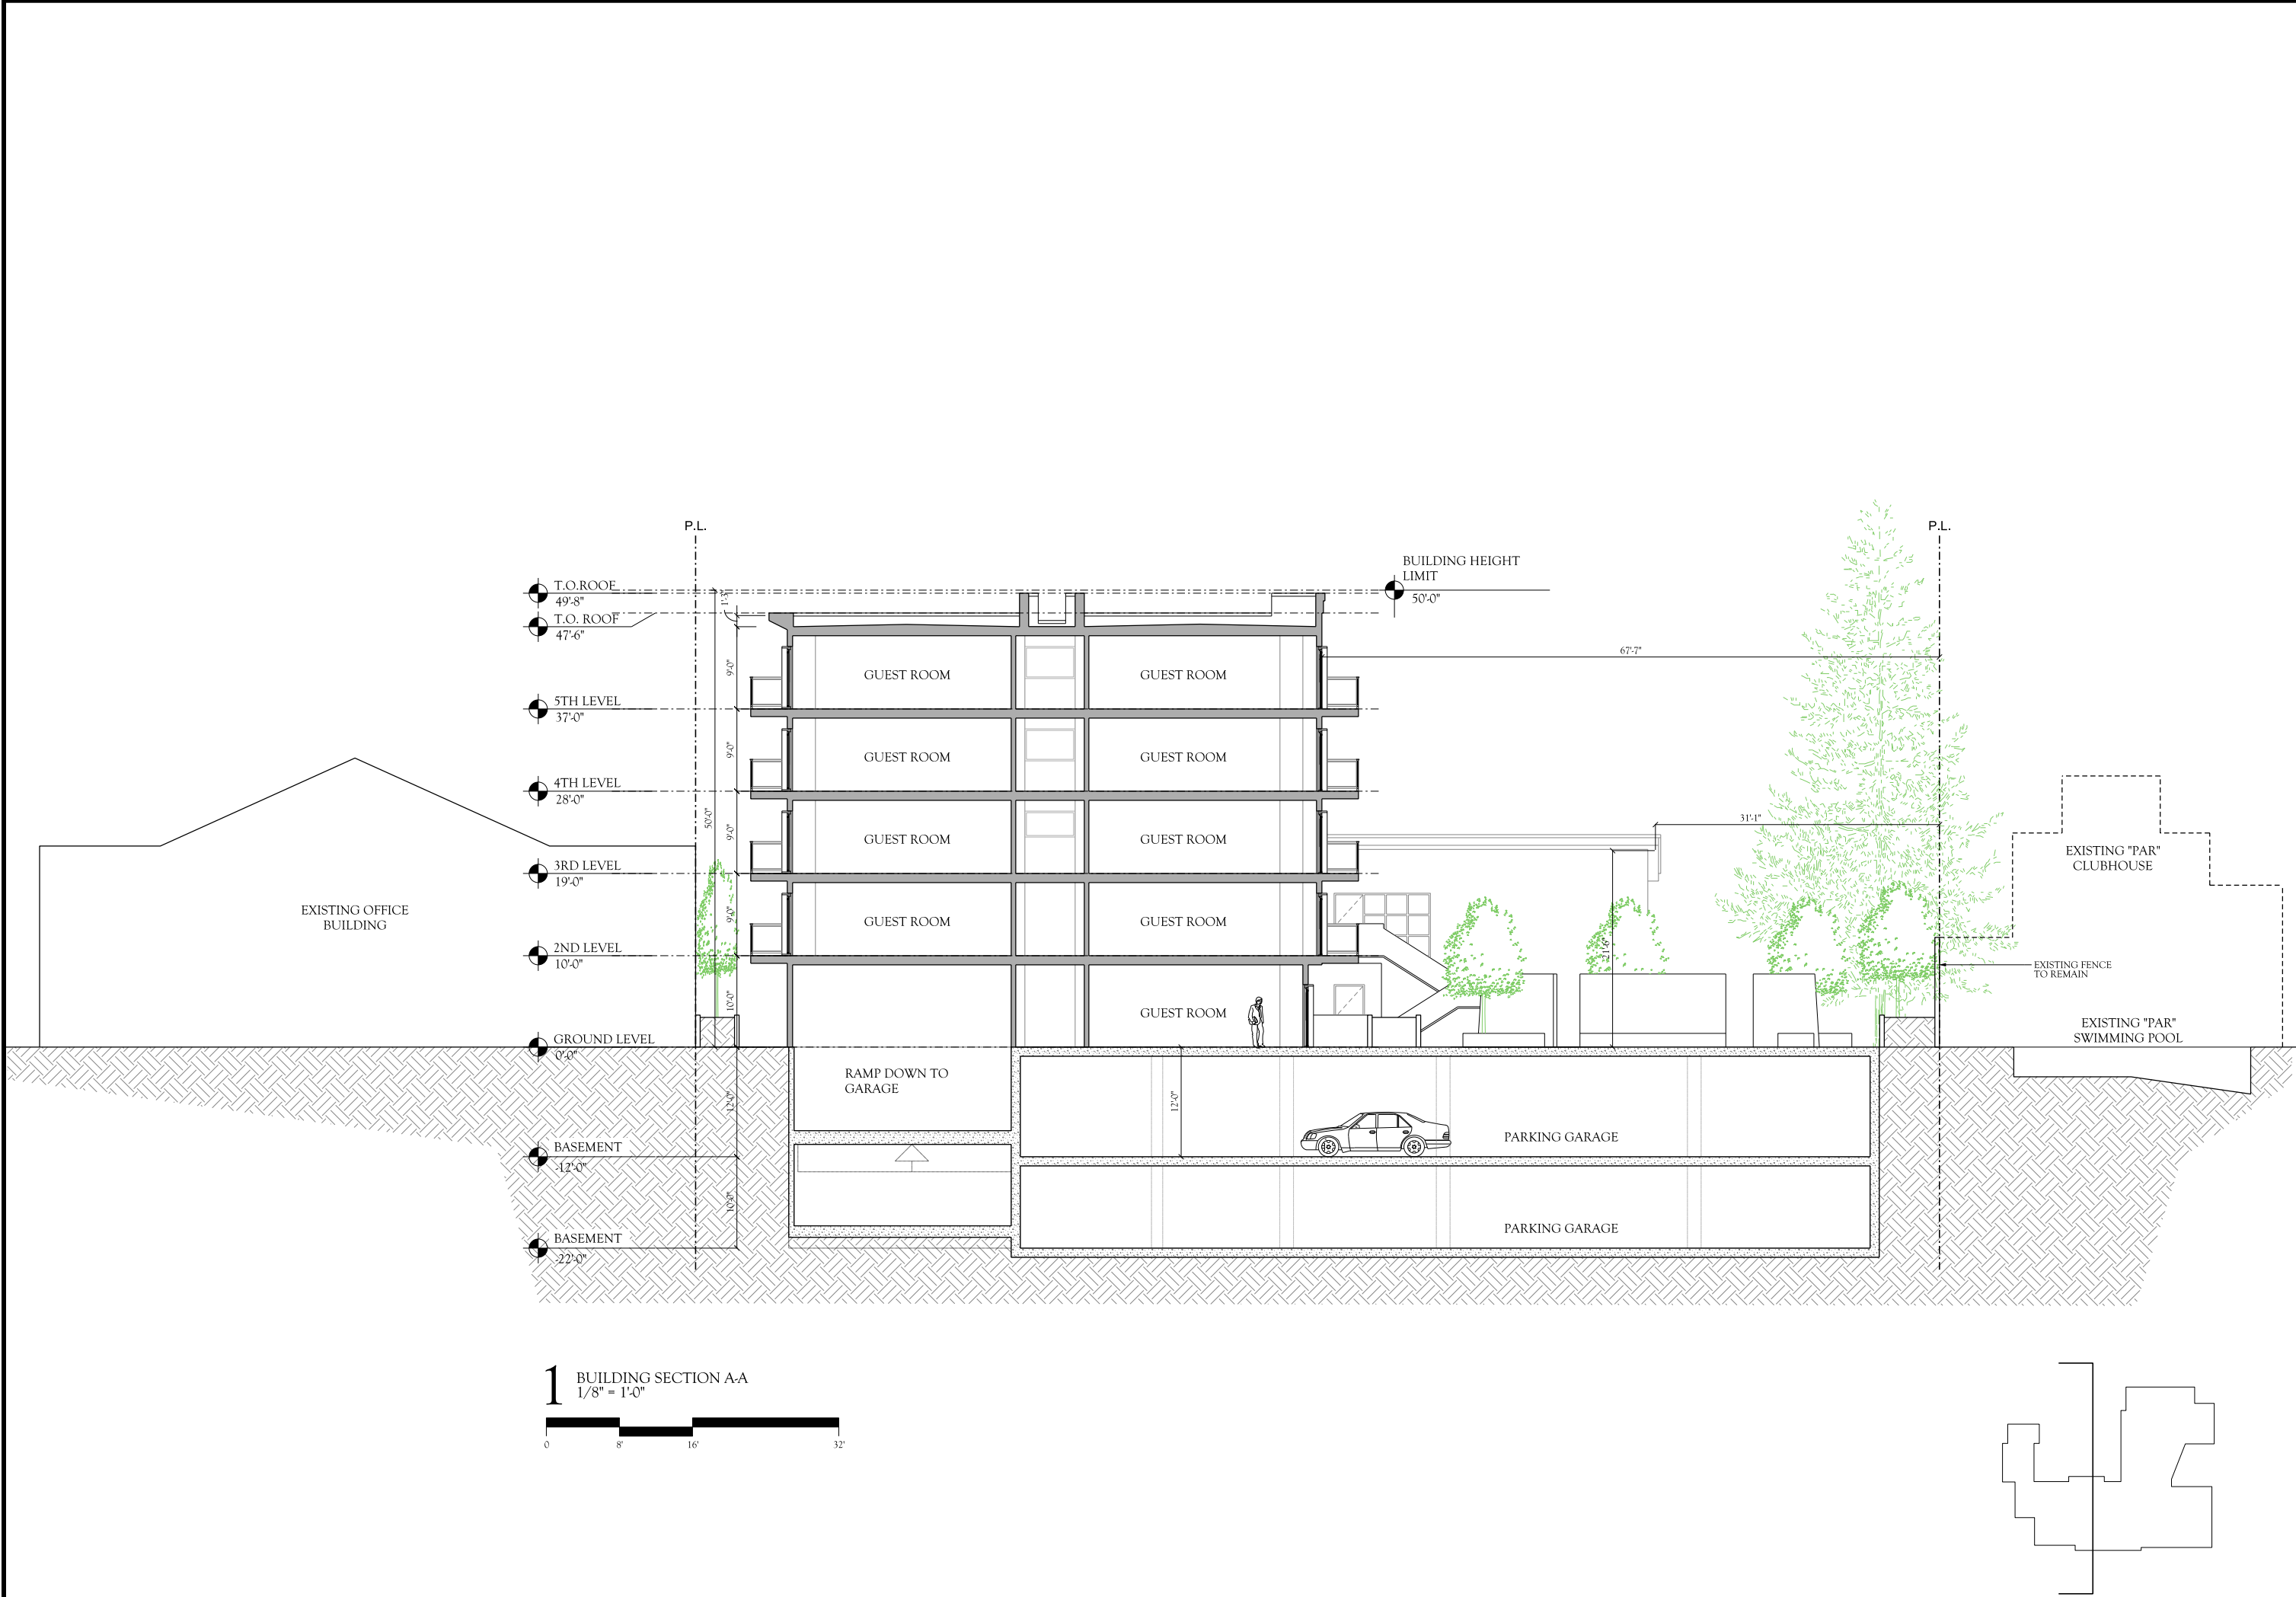 P.L.
P.L.
BUILDING HEIGHT
LIMIT
50'-0"
T.O.ROOF
49'-8"
T.O. ROOF
47'-6"
1'-3"
67'-7"
9'-0"
GUEST ROOM
GUEST ROOM
5TH LEVEL
37'-0"
9'-0"
GUEST ROOM
GUEST ROOM
4TH LEVEL
28'-0"
50'-0"
9'-0"
GUEST ROOM
GUEST ROOM
31'-1"
EXISTING "PAR"
CLUBHOUSE
3RD LEVEL
19'-0"
EXISTING OFFICE
BUILDING
9'-0"
GUEST ROOM
GUEST ROOM
21'-6"
2ND LEVEL
10'-0"
EXISTING FENCE
TO REMAIN
10'-0"
GUEST ROOM
EXISTING "PAR"
SWIMMING POOL
GROUND LEVEL
0'-0"
RAMP DOWN TO
GARAGE
12'-0"
12'-0"
PARKING GARAGE
BASEMENT
-12'-0"
10'-0"
PARKING GARAGE
BASEMENT
-22'-0"
1
BUILDING SECTION A-A
1/8" = 1'-0"
0 8' 16' 32'